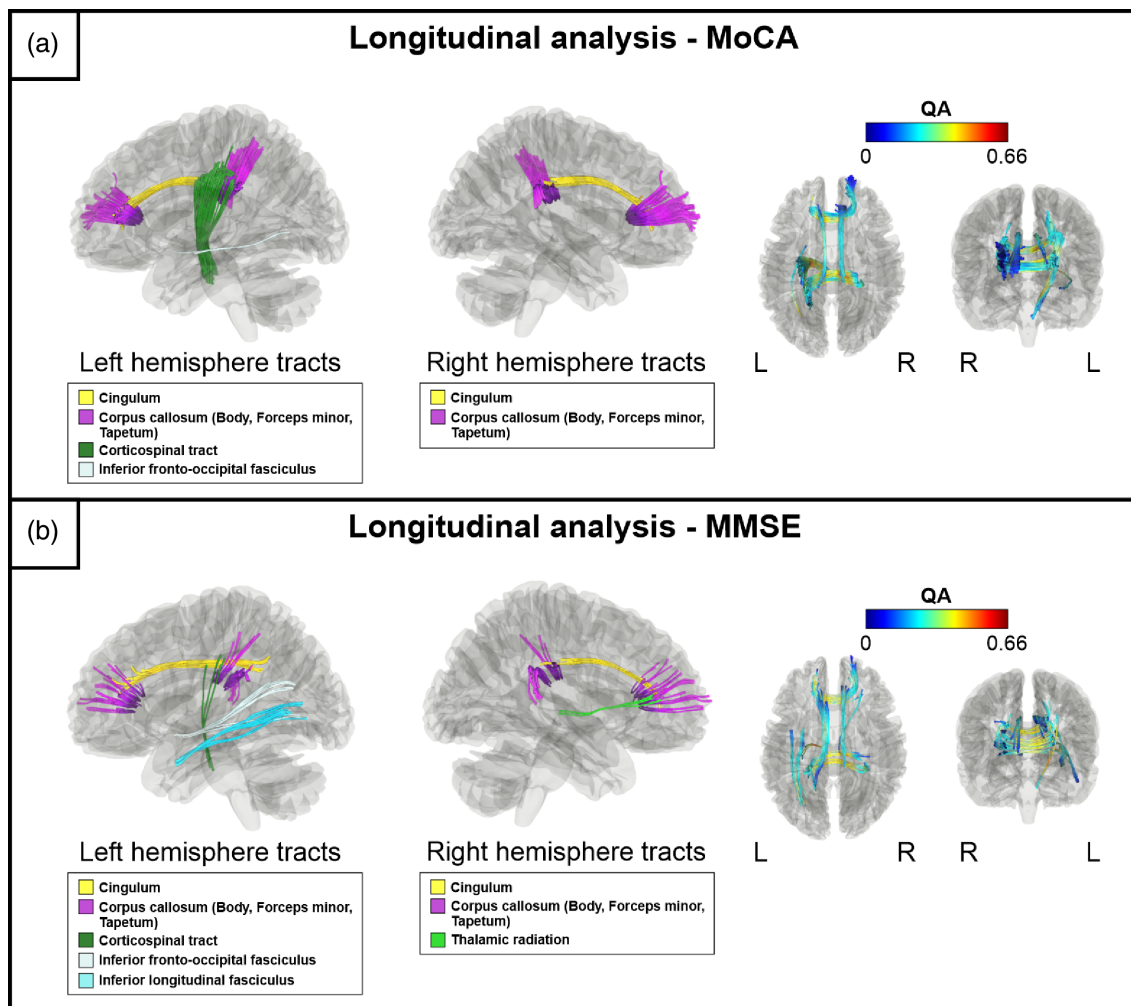 (a)
Longitudinal analysis - MoCA
QA
0 0.66
L R R L
Left hemisphere tracts
Cingulum
Corpus callosum (Body, Forceps minor,
Tapetum)
Corticospinal tract
Inferior fronto-occipital fasciculus
Right hemisphere tracts
Cingulum
Corpus callosum (Body, Forceps minor,
Tapetum)
(b)
Longitudinal analysis - MMSE
QA
0 0.66
L R R L
Left hemisphere tracts
Cingulum
Corpus callosum (Body, Forceps minor,
Tapetum)
Corticospinal tract
Inferior fronto-occipital fasciculus
Inferior longitudinal fasciculus
Right hemisphere tracts
Cingulum
Corpus callosum (Body, Forceps minor,
Tapetum)
Thalamic radiation